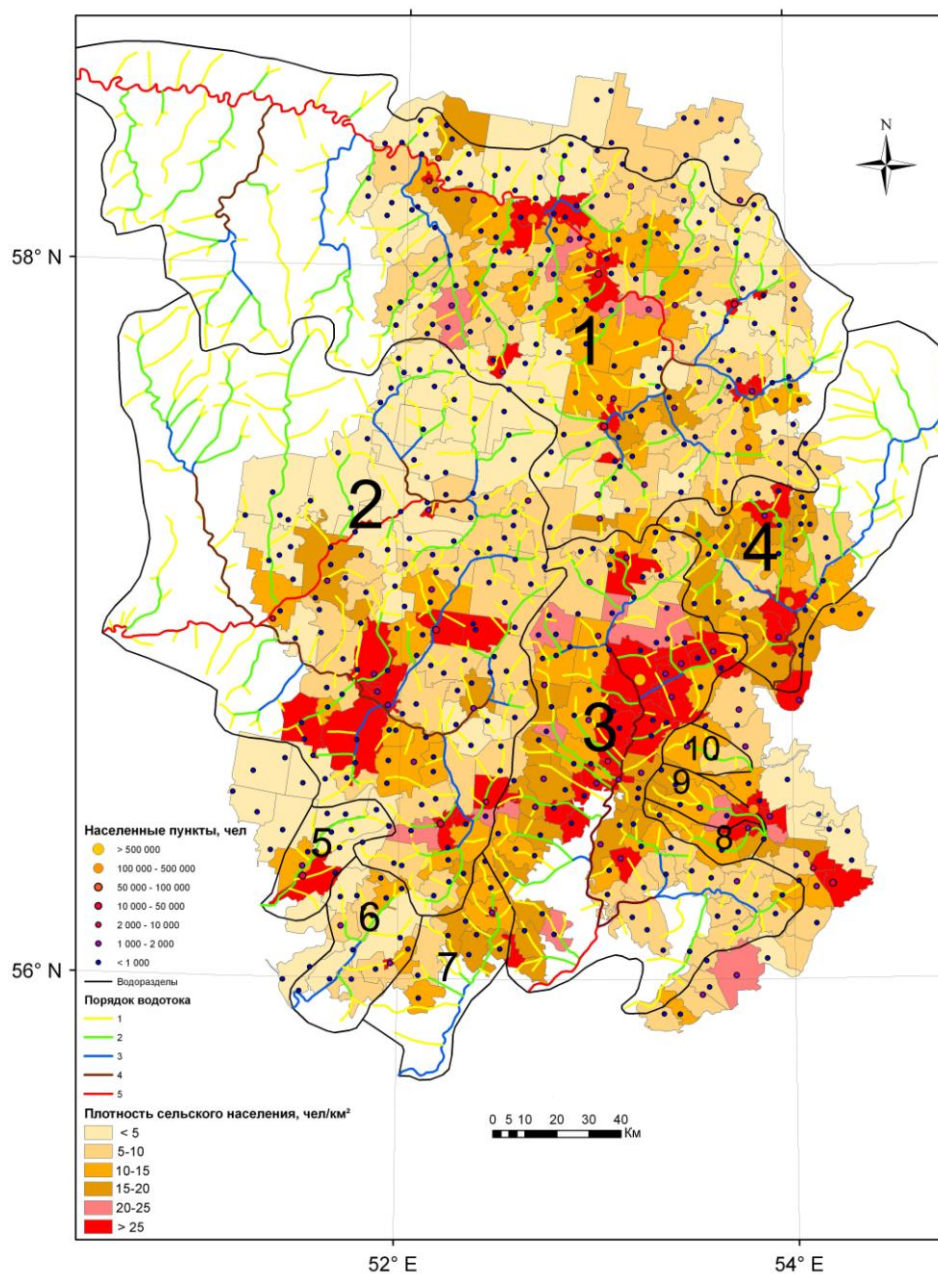 N
58° N
1
2
4
3
10
9
8
5
6
7
Населенные пункты, чел
> 500 000
100 000 - 500 000
50 000 - 100 000
10 000 - 50 000
2 000 - 10 000
1 000 - 2 000
< 1 000
Водоразделы
Порядок водотока
1
2
3
4
5
Плотность сельского населения, чел/км²
< 5
5-10
10-15
15-20
20-25
> 25
56° N
0 5 10 20 30 40
Км
52° E
54° E